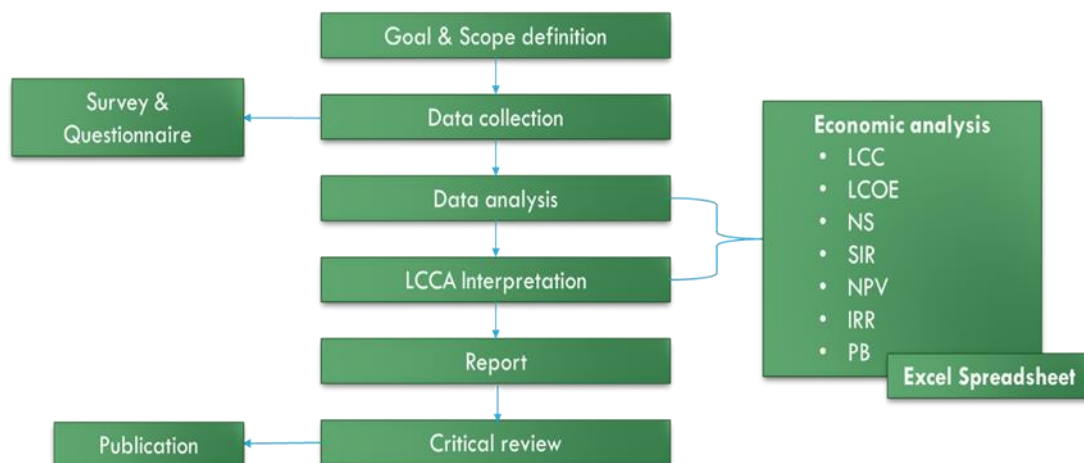 Goal & Scope definition
Survey &
Questionnaire
Data collection
Data analysis
LCCA Interpretation
Report
Critical review
Publication
Economic analysis
• LCC
• LCOE
• NS
• SIR
• NPV
• IRR
• PB
Excel Spreadsheet